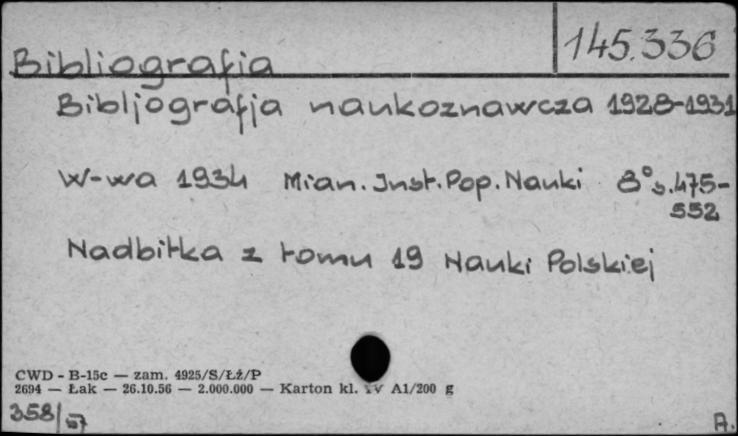 145.336
Bibliografia
Bibljografja naukoznawcza 1928-1931
W-wa 1934 Mian. Inst. Pop. Nauki 8° s. 475-
552
Nadbitka z tomu 19 Nauki Polskiej
CWD - B-15c — zam. 4925/S/Łź/P
2694 — Łak — 26.10.56 — 2.000.000 — Karton kl. IV A1/200 g
358/57
A.